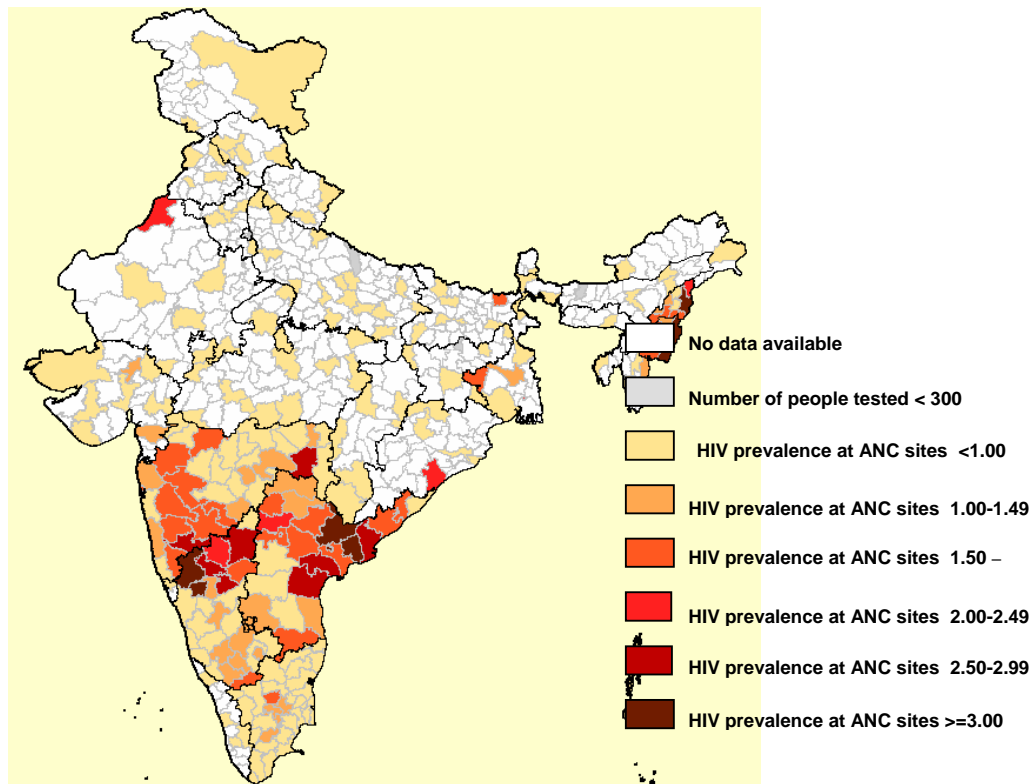 No data available
Number of people tested < 300
HIV prevalence at ANC sites <1.00
HIV prevalence at ANC sites 1.00-1.49
HIV prevalence at ANC sites 1.50 –
HIV prevalence at ANC sites 2.00-2.49
HIV prevalence at ANC sites 2.50-2.99
HIV prevalence at ANC sites >=3.00